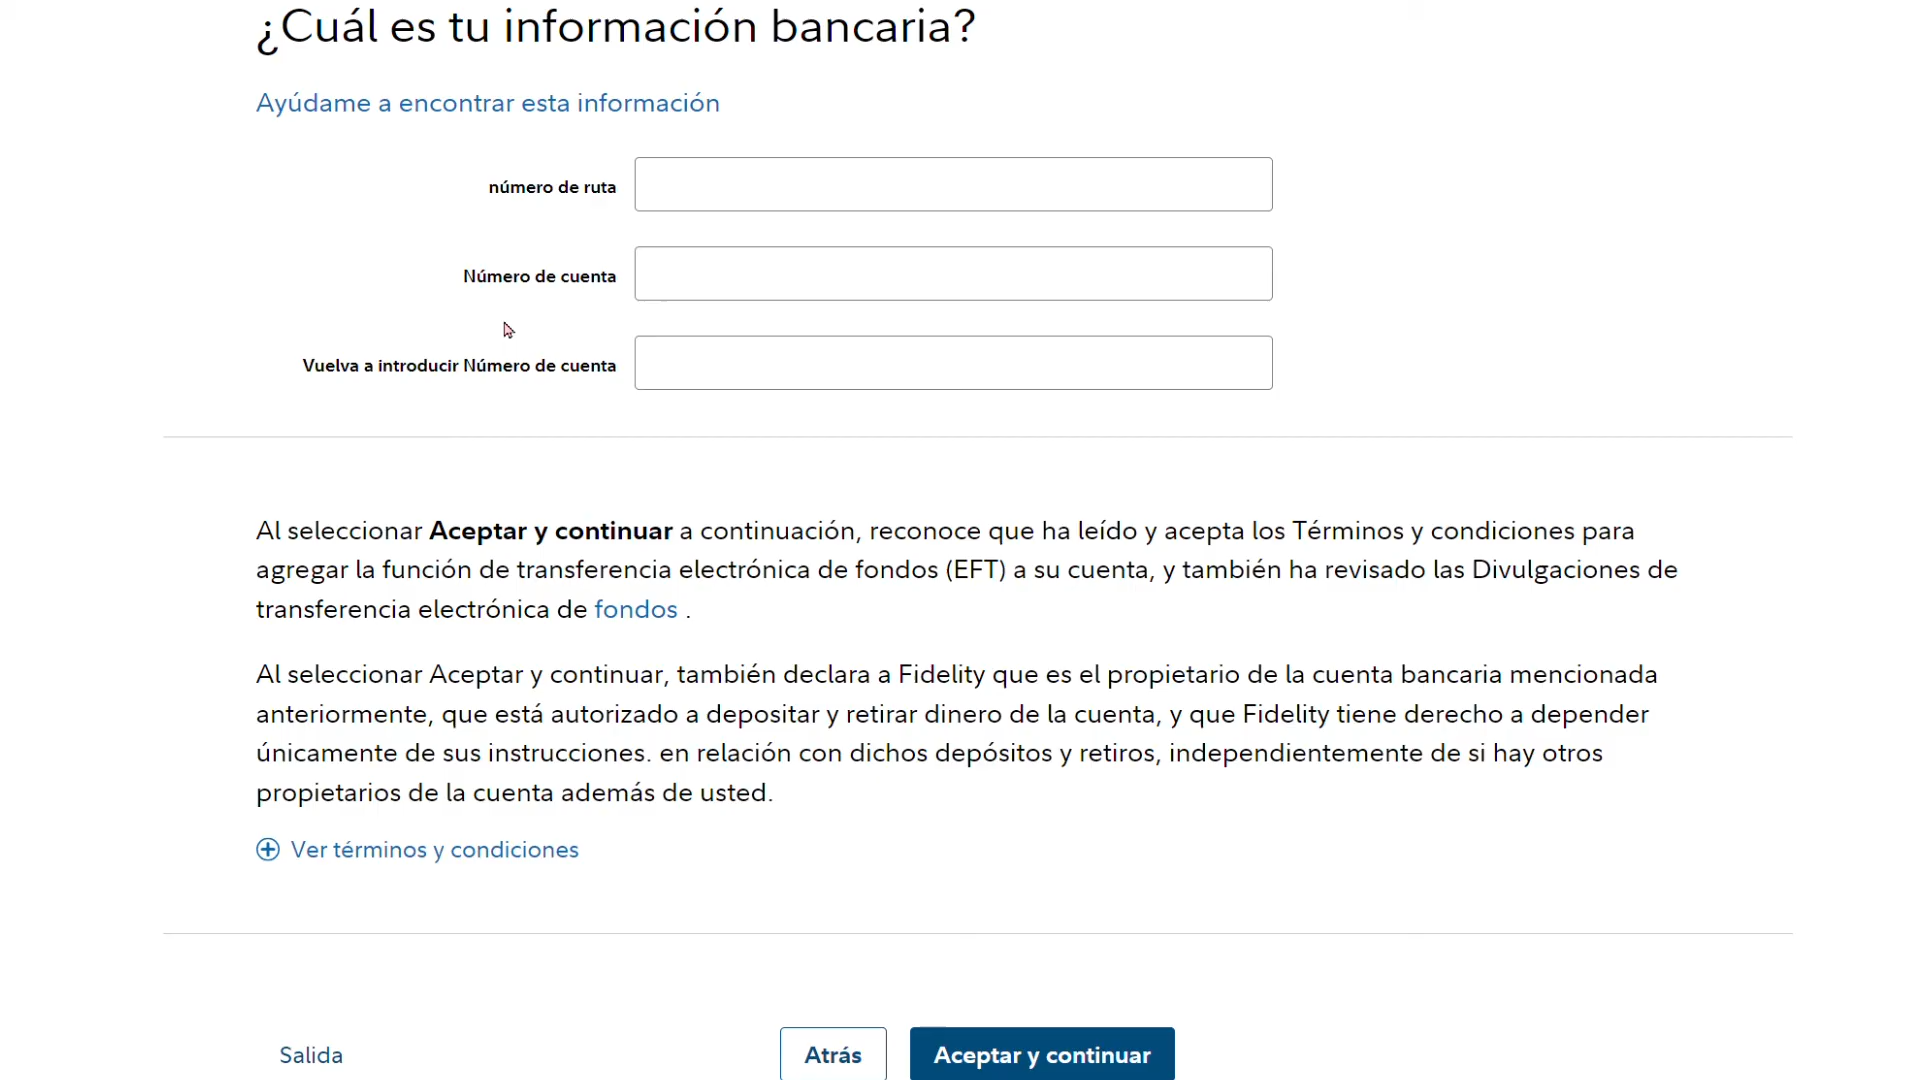 ¿Cuál es tu información bancaria?
Ayúdame a encontrar esta información
número de ruta
Número de cuenta
Vuelva a introducir Número de cuenta
Al seleccionar Aceptar y continuar a continuación, reconoce que ha leído y acepta los Términos y condiciones para
agregar la función de transferencia electrónica de fondos (EFT) a su cuenta, y también ha revisado las Divulgaciones de
transferencia electrónica de fondos .
Al seleccionar Aceptar y continuar, también declara a Fidelity que es el propietario de la cuenta bancaria mencionada
anteriormente, que está autorizado a depositar y retirar dinero de la cuenta, y que Fidelity tiene derecho a depender
únicamente de sus instrucciones. en relación con dichos depósitos y retiros, independientemente de si hay otros
propietarios de la cuenta además de usted.
Ver términos y condiciones
Salida
Atrás
Aceptar y continuar